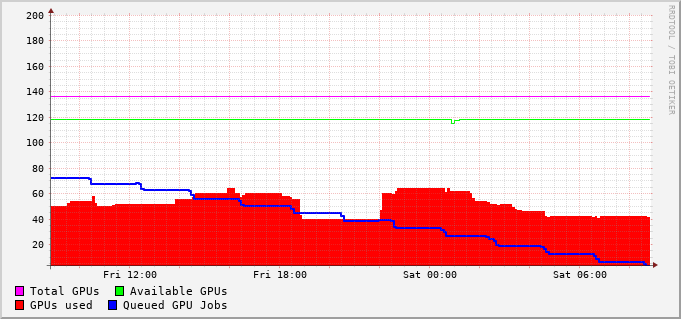 RRDTOOL / TOBI OETIKER
200
180
160
140
120
100
80
60
40
20
Fri 12:00 Fri 18:00 Sat 00:00 Sat 06:00
Total GPUs Available GPUs
GPUs used Queued GPU Jobs